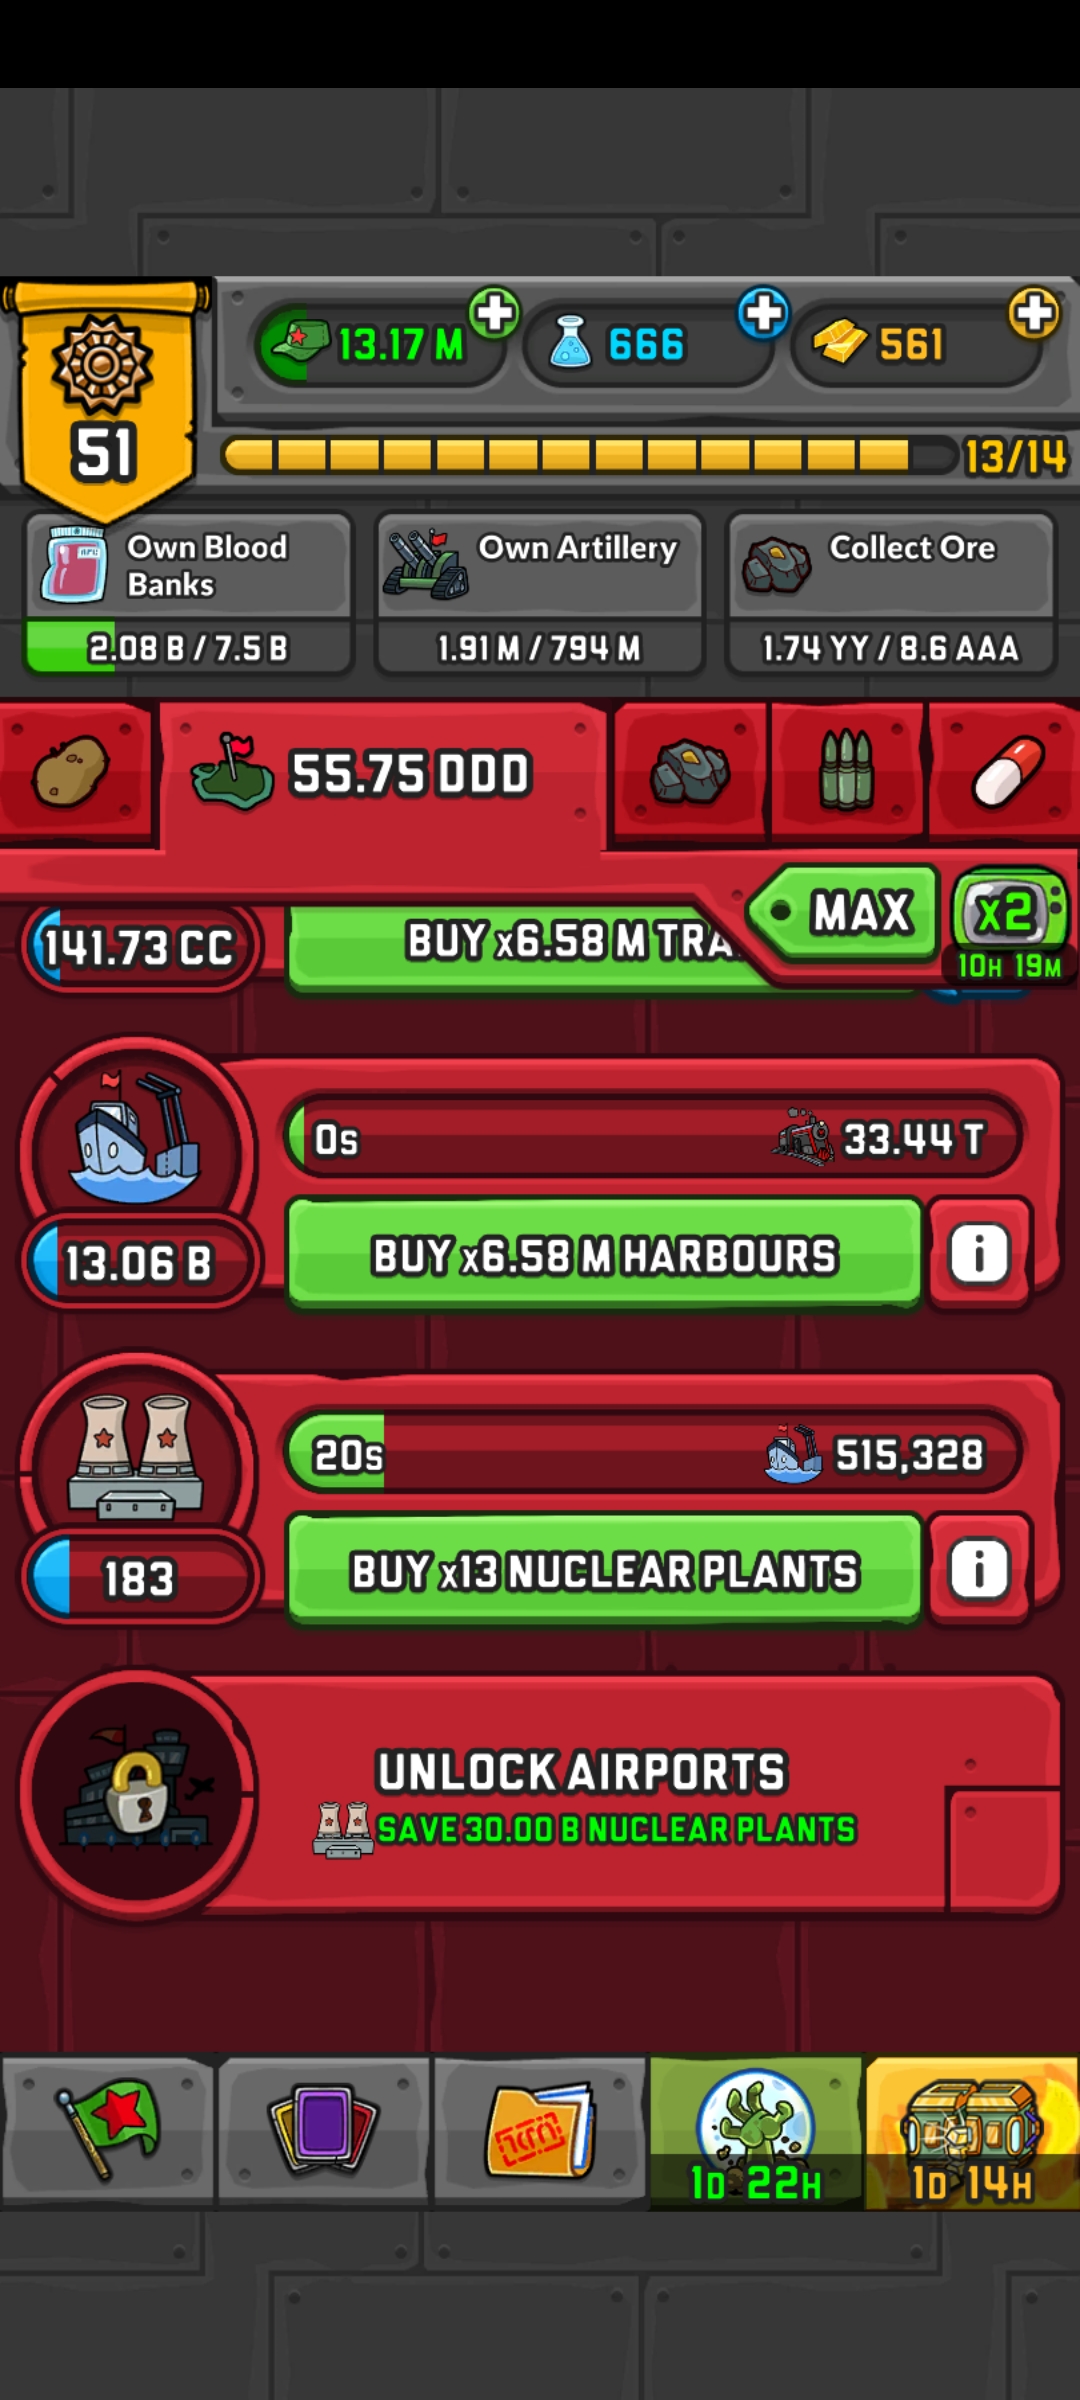 13.17 M
666
561
51
13/14
Own Blood
Banks
2.08 B / 7.5 B
Own Artillery
1.91 M / 794 M
Collect Ore
1.74 YY / 8.6 AAA
55.75 DDD
MAX
x2
10H 19M
141.73 CC
BUY x6.58 M TRA
0s
33.44 T
13.06 B
BUY x6.58 M HARBOURS
i
20s
515,328
183
BUY x13 NUCLEAR PLANTS
i
UNLOCK AIRPORTS
SAVE 30.00 B NUCLEAR PLANTS
1D 22H
1D 14H